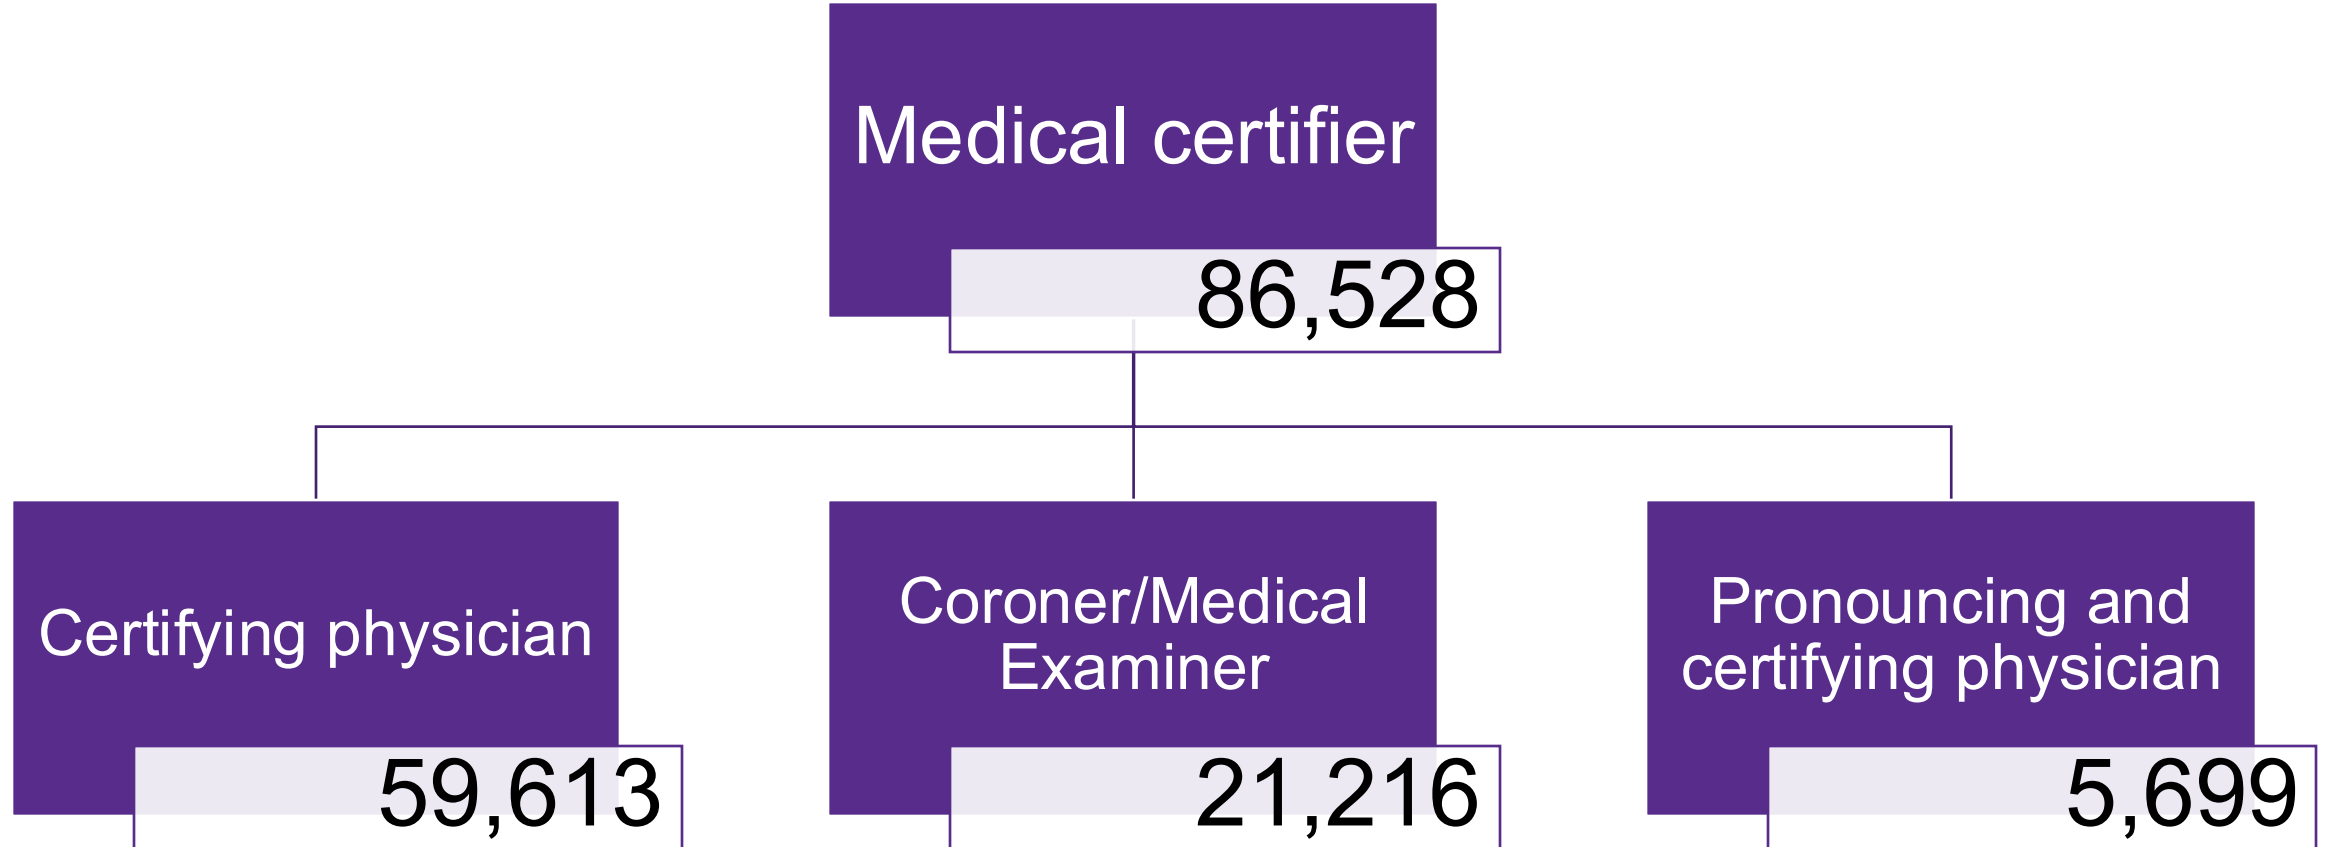 Medical certifier
86,528
Certifying physician
59,613
Coroner/Medical
Examiner
21,216
Pronouncing and
certifying physician
5,699